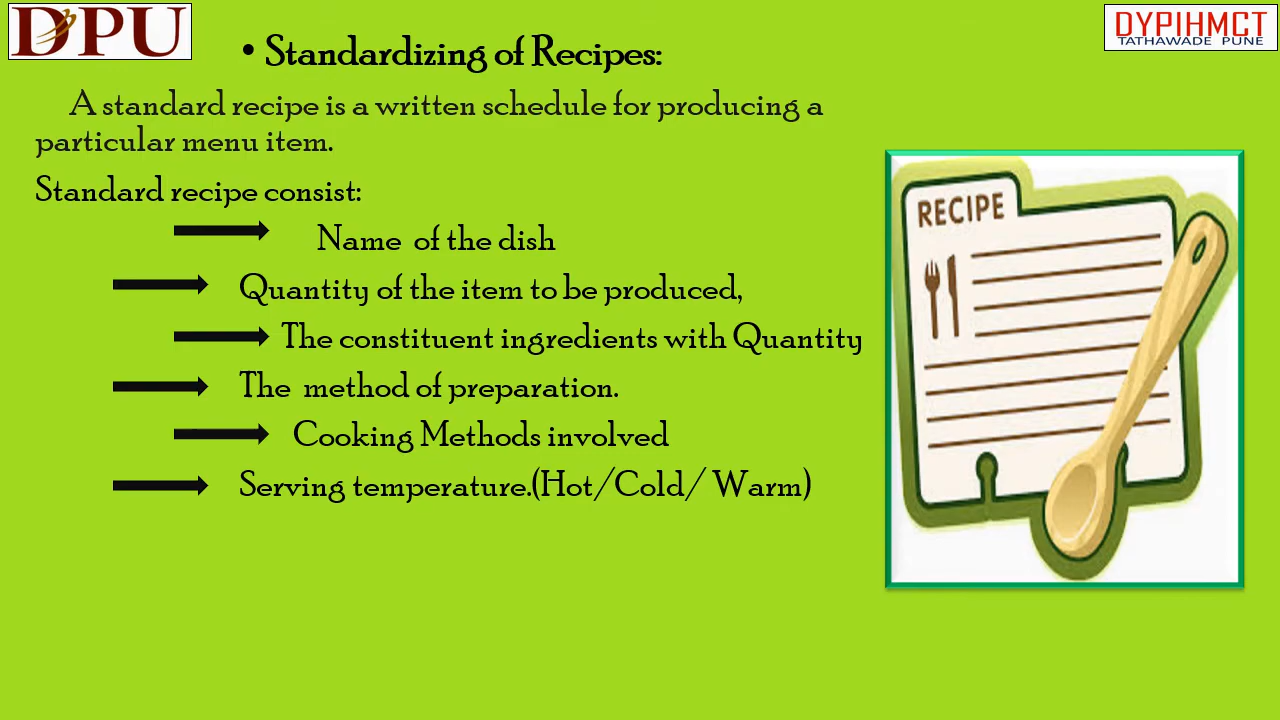 DPU
DYPIHMCT
TATHAWADE PUNE
• Standardizing of Recipes:
A standard recipe is a written schedule for producing a
particular menu item.
Standard recipe consist:
Name of the dish
Quantity of the item to be produced,
The constituent ingredients with Quantity
The method of preparation.
Cooking Methods involved
Serving temperature.(Hot/Cold/ Warm)
RECIPE